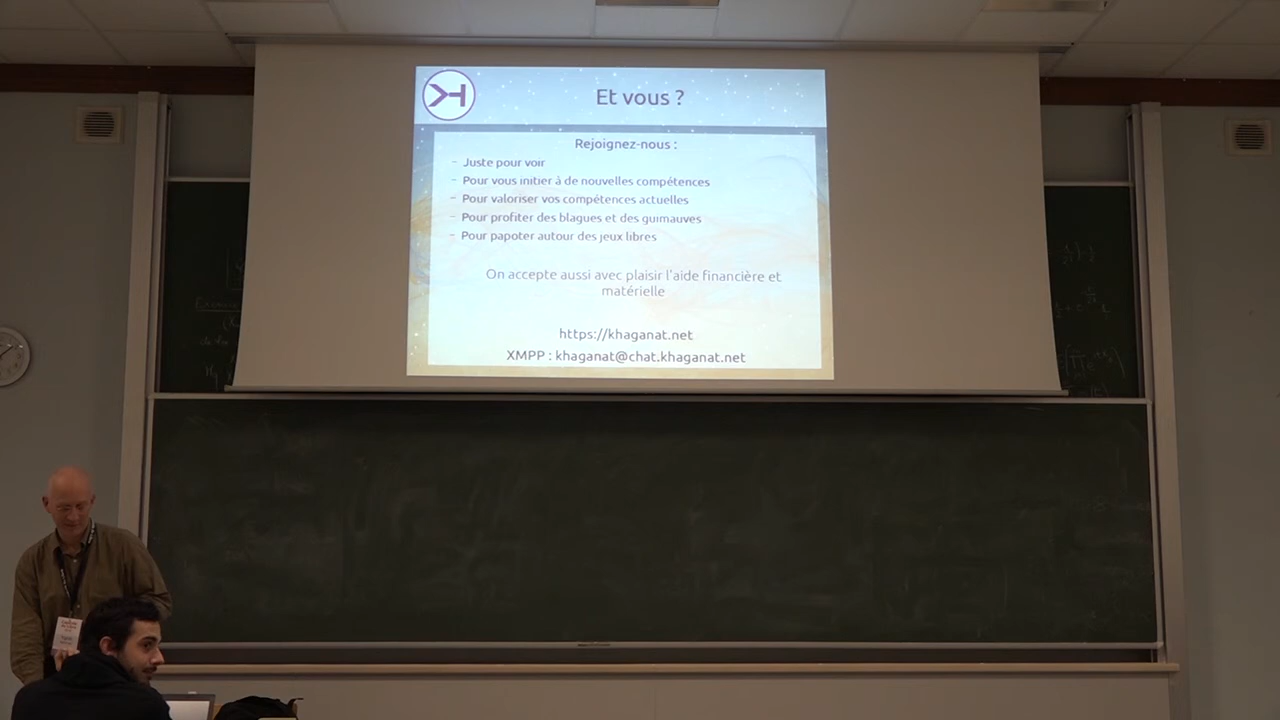 Et vous ?
Rejoignez-nous :
- Juste pour voir
- Pour vous initier à de nouvelles compétences
- Pour valoriser vos compétences actuelles
- Pour profiter des blagues et des guimauves
- Pour papoter autour des jeux libres
On accepte aussi avec plaisir l'aide financière et
matérielle
https://khaganat.net
XMPP : khaganat@chat.khaganat.net